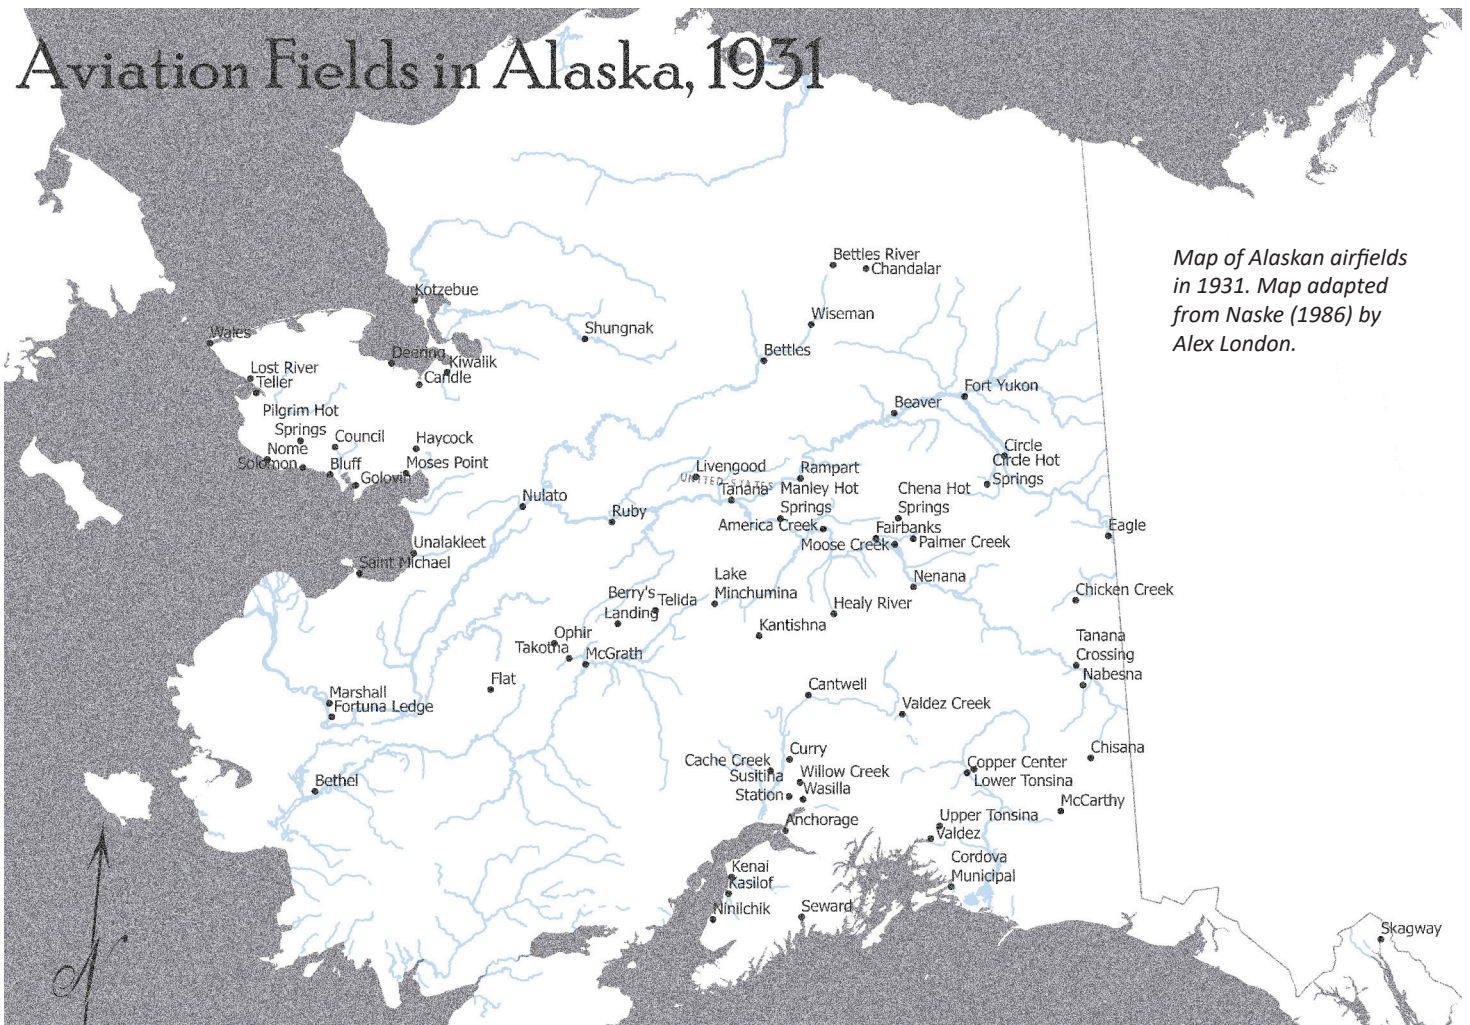 Aviation Fields in Alaska, 1931
Map of Alaskan airfields
in 1931. Map adapted
from Naske (1986) by
Alex London.
Bettles River
Chandalar
Kotzebue
Wiseman
Shungnak
Wales
Deering
Kiwalik
Candle
Bettles
Lost River
Teller
Fort Yukon
Beaver
Pilgrim Hot
Springs
Council
Haycock
Nome
Solomon
Bluff
Moses Point
Golovin
Circle
Circle Hot
Springs
Livengood
UNITED STATES
Rampart
Tanana
Manley Hot
Springs
Chena Hot
Springs
Nulato
Ruby
America Creek
Fairbanks
Moose Creek
Palmer Creek
Eagle
Unalakleet
Saint Michael
Lake
Minchumina
Nenana
Berry's
Landing
Telida
Healy River
Chicken Creek
Kantishna
Ophir
Takotna
McGrath
Tanana
Crossing
Nabesna
Flat
Cantwell
Marshall
Fortuna Ledge
Valdez Creek
Curry
Cache Creek
Chisana
Susitina
Station
Willow Creek
Wasilla
Copper Center
Lower Tonsina
Bethel
McCarthy
Anchorage
Upper Tonsina
Valdez
Cordova
Municipal
Kenai
Kasilof
Ninilchik
Seward
Skagway